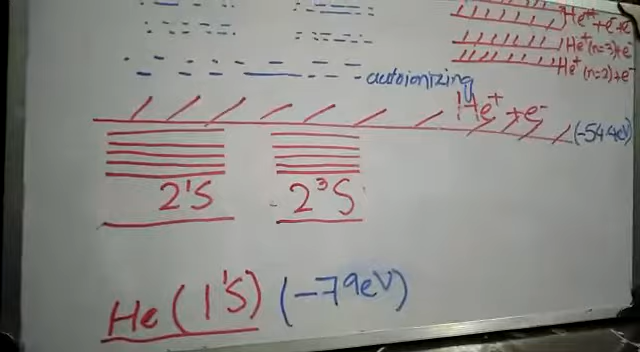 He⁺⁺+e⁻+e⁻
He⁺(n=3)+e⁻
He⁺(n=2)+e⁻
autoionizing
He⁺+e⁻
(-54.4eV)
2¹S 2³S
He (1¹S) (-79eV)